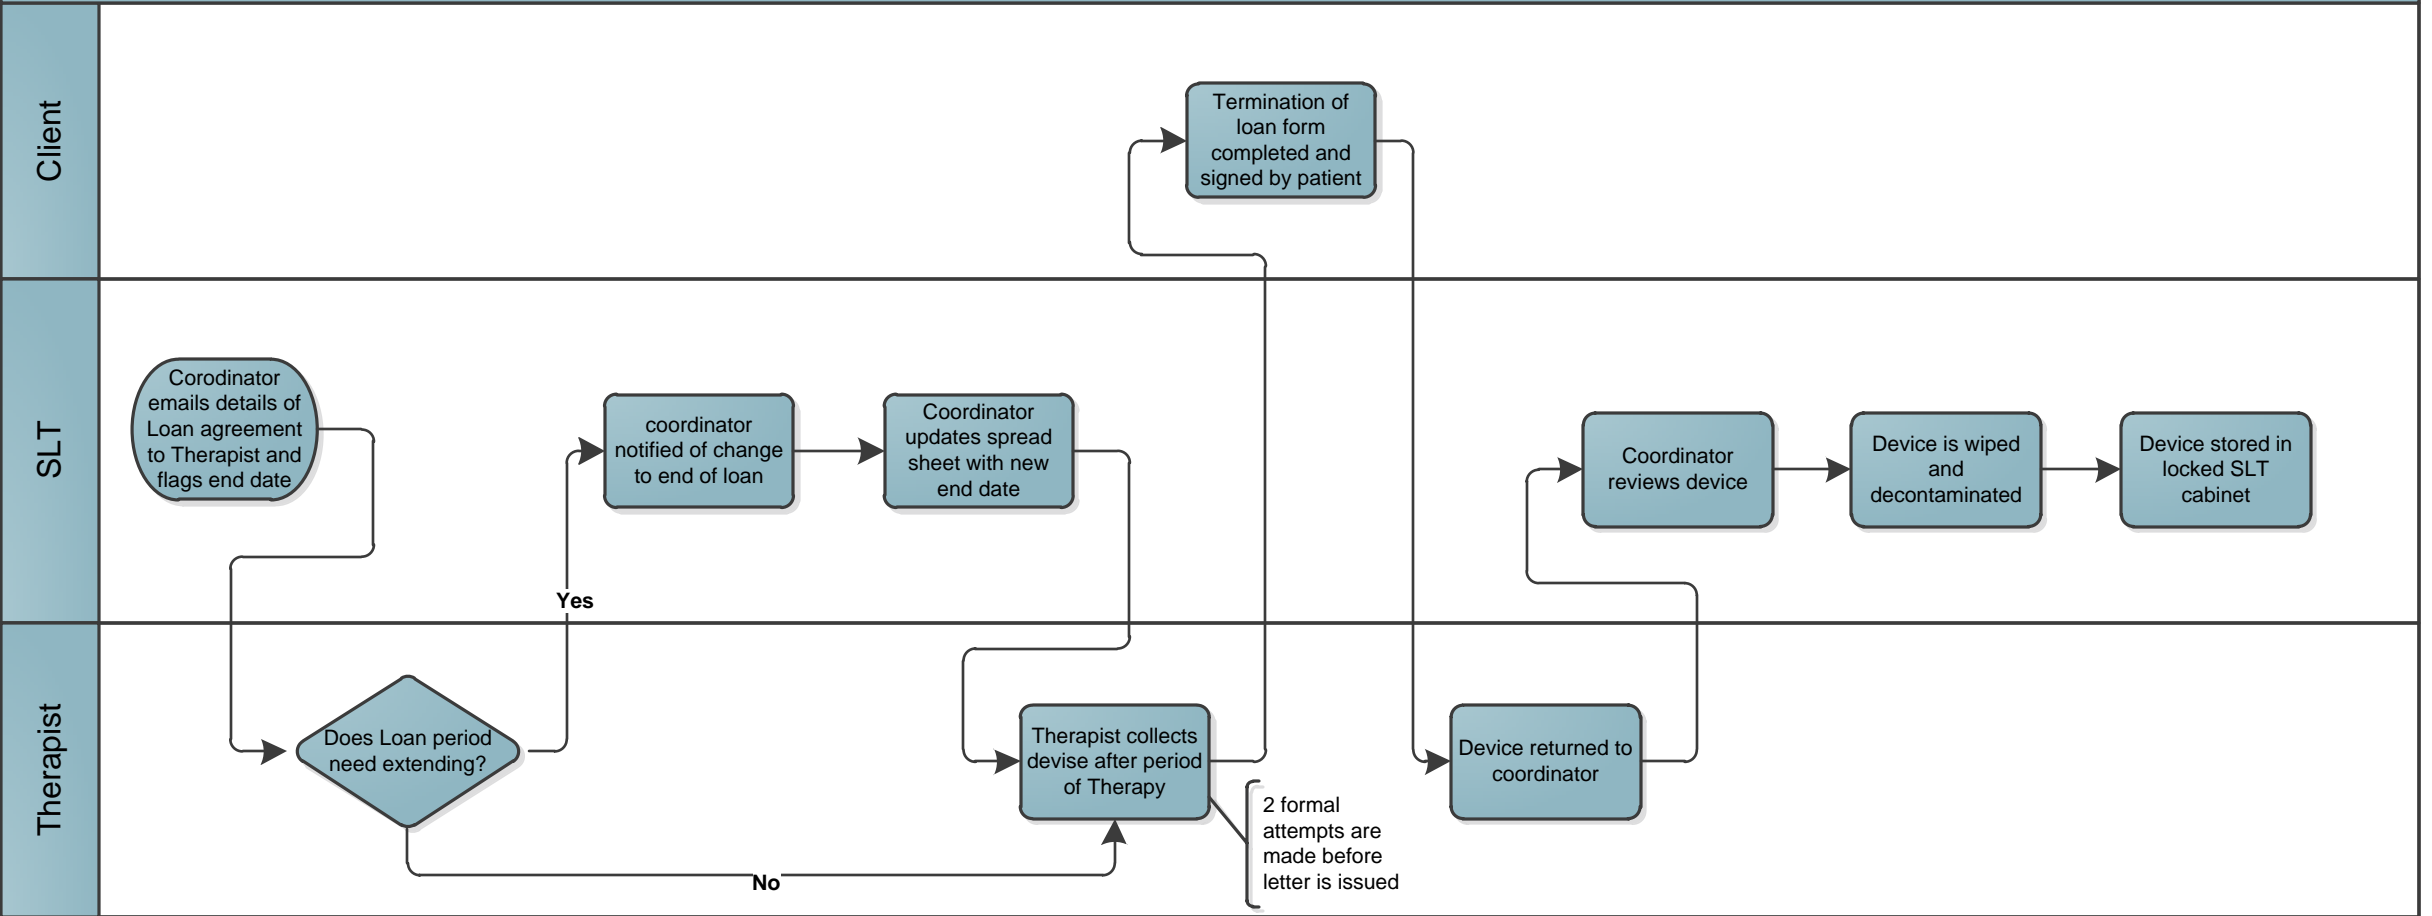 Client
Termination of
loan form
completed and
signed by patient
SLT
Corodinator
emails details of
Loan agreement
to Therapist and
flags end date
coordinator
notified of change
to end of loan
Coordinator
updates spread
sheet with new
end date
Coordinator
reviews device
Device is wiped
and
decontaminated
Device stored in
locked SLT
cabinet
Yes
Therapist
Does Loan period
need extending?
Therapist collects
devise after period
of Therapy
2 formal
attempts are
made before
letter is issued
Device returned to
coordinator
No